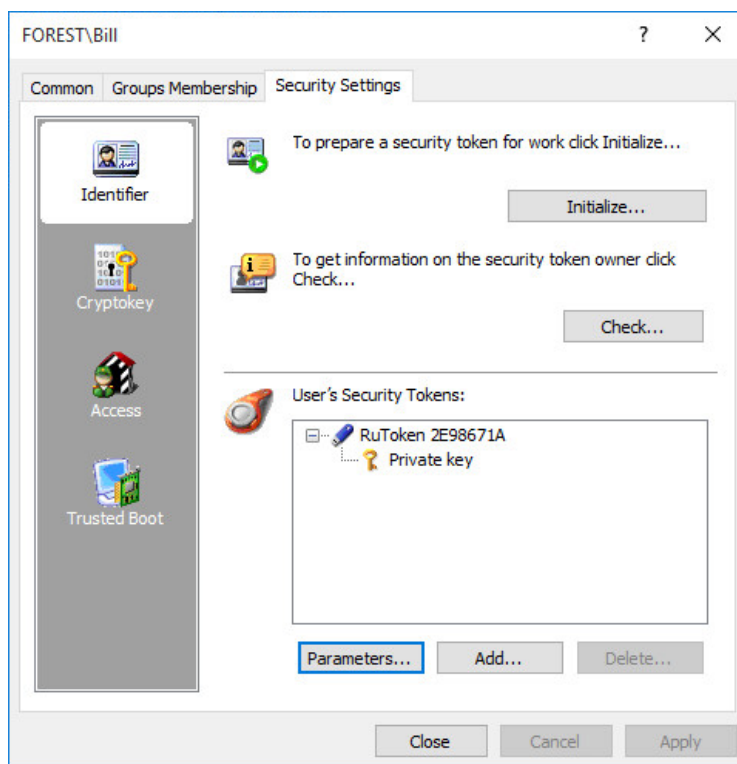 FOREST\Bill
?
Common
Groups Membership
Security Settings
Identifier
Cryptokey
Access
Trusted Boot
To prepare a security token for work click Initialize...
Initialize...
To get information on the security token owner click
Check...
Check...
User's Security Tokens:
RuToken 2E98671A
Private key
Parameters...
Add...
Delete...
Close
Cancel
Apply